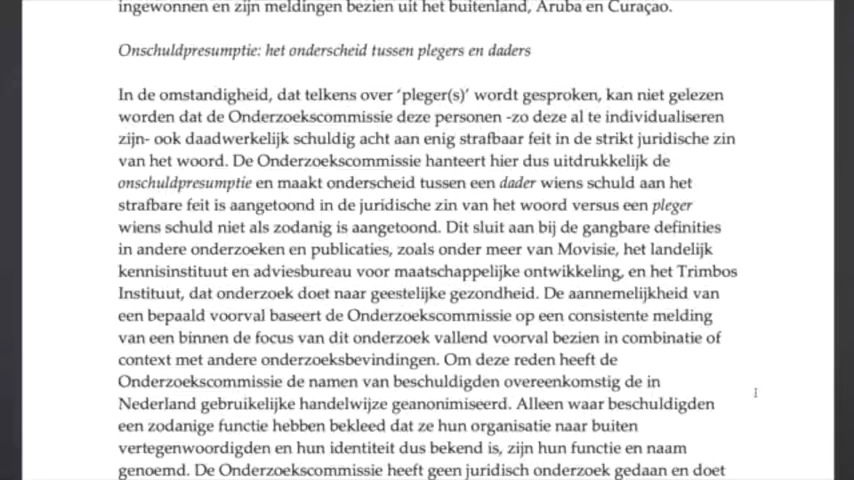 ingewonnen en zijn meldingen bezien uit het buitenland, Aruba en Curaçao.
Onschuldpresumptie: het onderscheid tussen plegers en daders
In de omstandigheid, dat telkens over ‘pleger(s)’ wordt gesproken, kan niet gelezen
worden dat de Onderzoekscommissie deze personen -zo deze al te individualiseren
zijn- ook daadwerkelijk schuldig acht aan enig strafbaar feit in de strikt juridische zin
van het woord. De Onderzoekscommissie hanteert hier dus uitdrukkelijk de
onschuldpresumptie en maakt onderscheid tussen een dader wiens schuld aan het
strafbare feit is aangetoond in de juridische zin van het woord versus een pleger
wiens schuld niet als zodanig is aangetoond. Dit sluit aan bij de gangbare definities
in andere onderzoeken en publicaties, zoals onder meer van Movisie, het landelijk
kennisinstituut en adviesbureau voor maatschappelijke ontwikkeling, en het Trimbos
Instituut, dat onderzoek doet naar geestelijke gezondheid. De aannemelijkheid van
een bepaald voorval baseert de Onderzoekscommissie op een consistente melding
van een binnen de focus van dit onderzoek vallend voorval bezien in combinatie of
context met andere onderzoeksbevindingen. Om deze reden heeft de
Onderzoekscommissie de namen van beschuldigden overeenkomstig de in
Nederland gebruikelijke handelwijze geanonimiseerd. Alleen waar beschuldigden
een zodanige functie hebben bekleed dat ze hun organisatie naar buiten
vertegenwoordigden en hun identiteit dus bekend is, zijn hun functie en naam
genoemd. De Onderzoekscommissie heeft geen juridisch onderzoek gedaan en doet